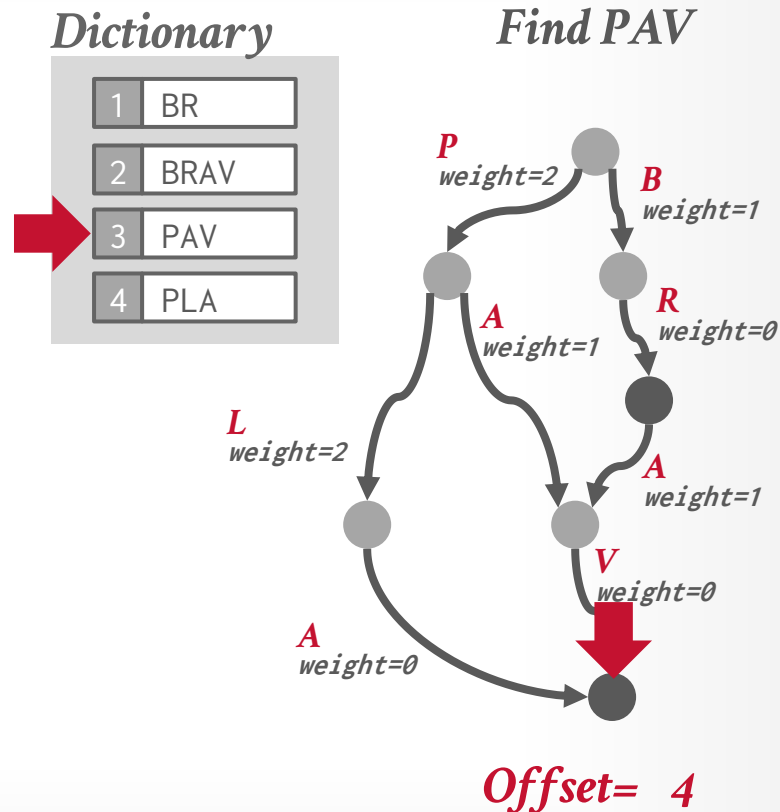 Dictionary
1 BR
2 BRAV
3 PAV
4 PLA
Find PAV
P
weight=2
B
weight=1
R
weight=0
A
weight=1
L
weight=2
A
weight=1
V
weight=0
A
weight=0
Offset= 4